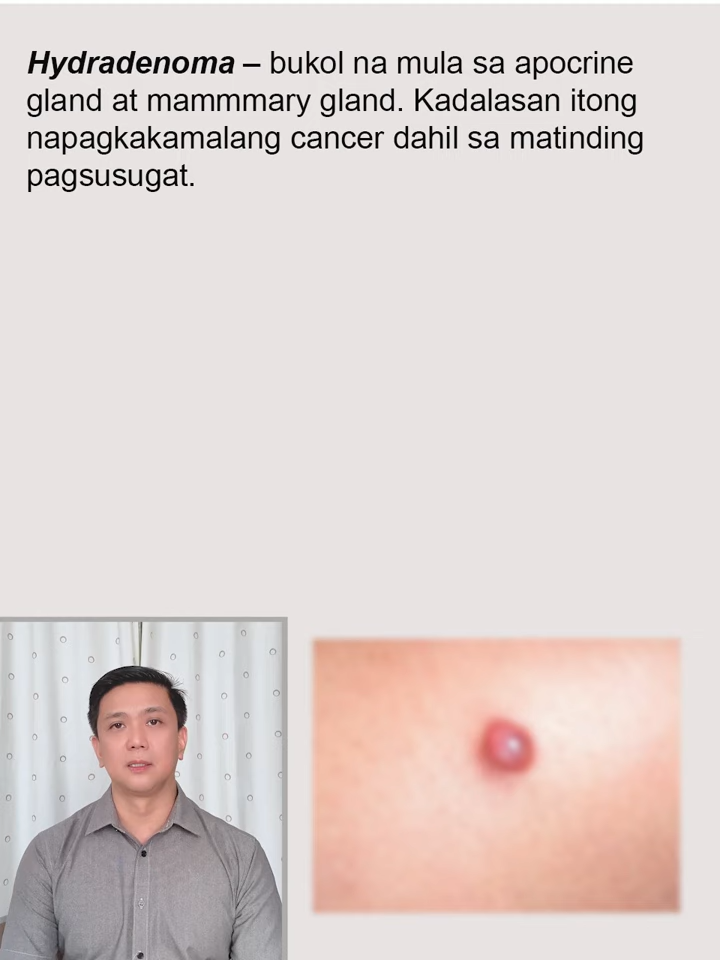 Hydradenoma – bukol na mula sa apocrine
gland at mammmary gland. Kadalasan itong
napagkakamalang cancer dahil sa matinding
pagsusugat.